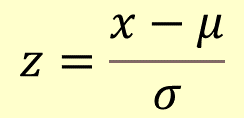 z = (x − μ) / σ